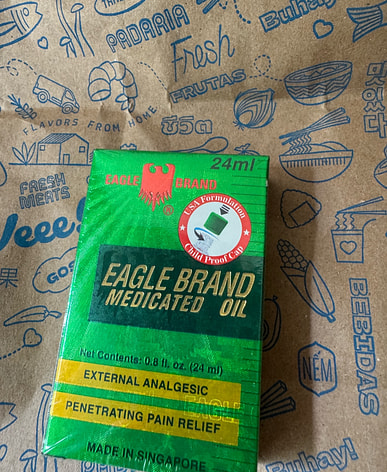 PADARIA
Buhay!
Fresh
FRUTAS
FLAVORS FROM HOME
ชีวิต
FRESH
MEATS
24ml
EAGLE BRAND
®
USA Formulation
Child Proof Cap
EAGLE BRAND
MEDICATED OIL
Net Contents: 0.8 fl. oz. (24 ml)
EXTERNAL ANALGESIC
EAGLE
PENETRATING PAIN RELIEF
MADE IN SINGAPORE
BEBIDAS
NẾM
Buhay!